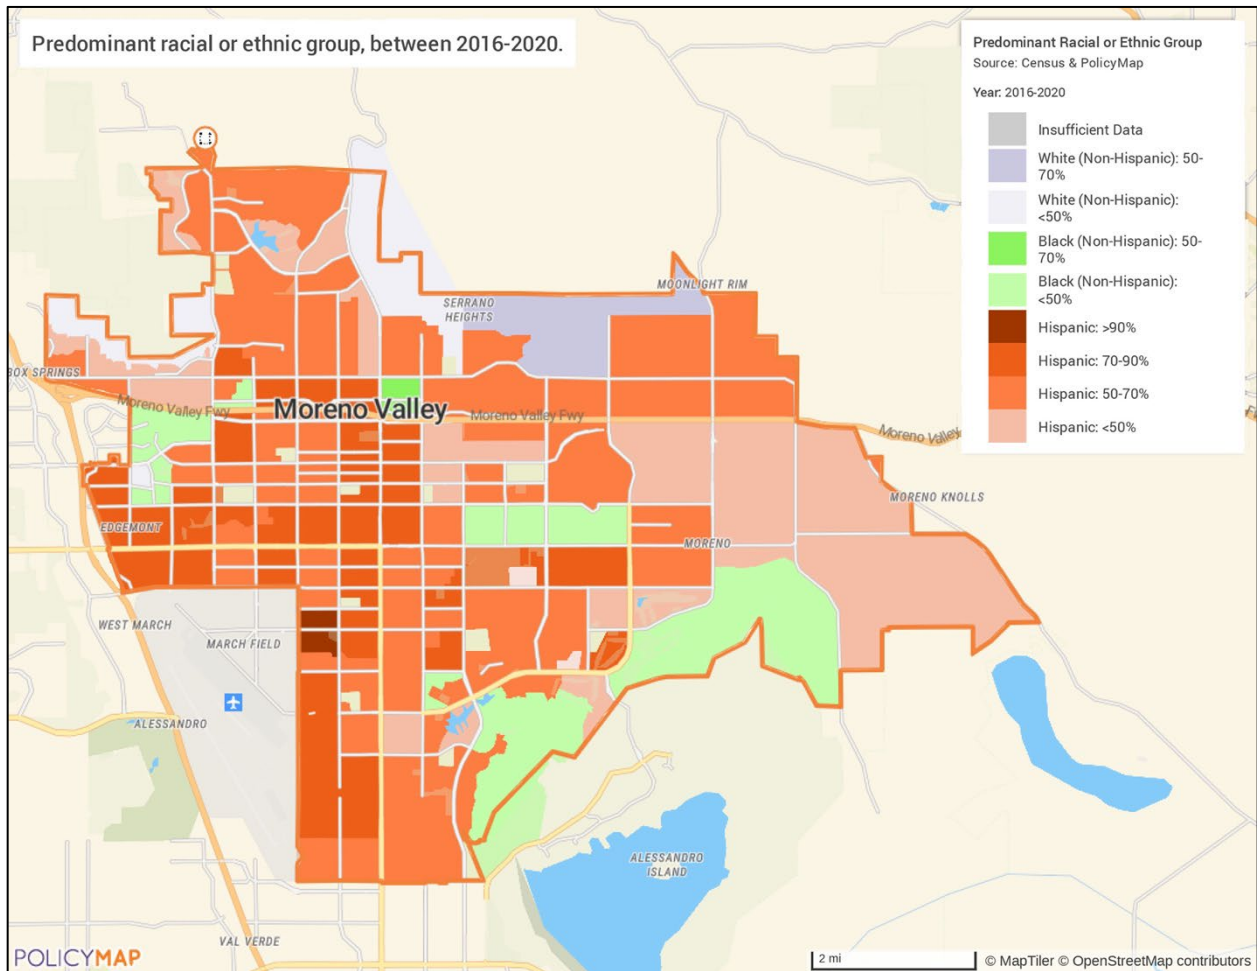 Predominant racial or ethnic group, between 2016-2020.
Predominant Racial or Ethnic Group
Source: Census & PolicyMap
Year: 2016-2020
Insufficient Data
White (Non-Hispanic): 50-
70%
White (Non-Hispanic):
<50%
Black (Non-Hispanic): 50-
70%
Black (Non-Hispanic):
<50%
Hispanic: >90%
Hispanic: 70-90%
Hispanic: 50-70%
Hispanic: <50%
MOONLIGHT RIM
SERRANO
HEIGHTS
BOX SPRINGS
Moreno Valley Fwy
Moreno Valley
Moreno Valley Fwy
Moreno Valley
MORENO KNOLLS
EDGEMONT
MORENO
WEST MARCH
MARCH FIELD
ALESSANDRO
ALESSANDRO
ISLAND
VAL VERDE
POLICYMAP
2 mi
© MapTiler © OpenStreetMap contributors